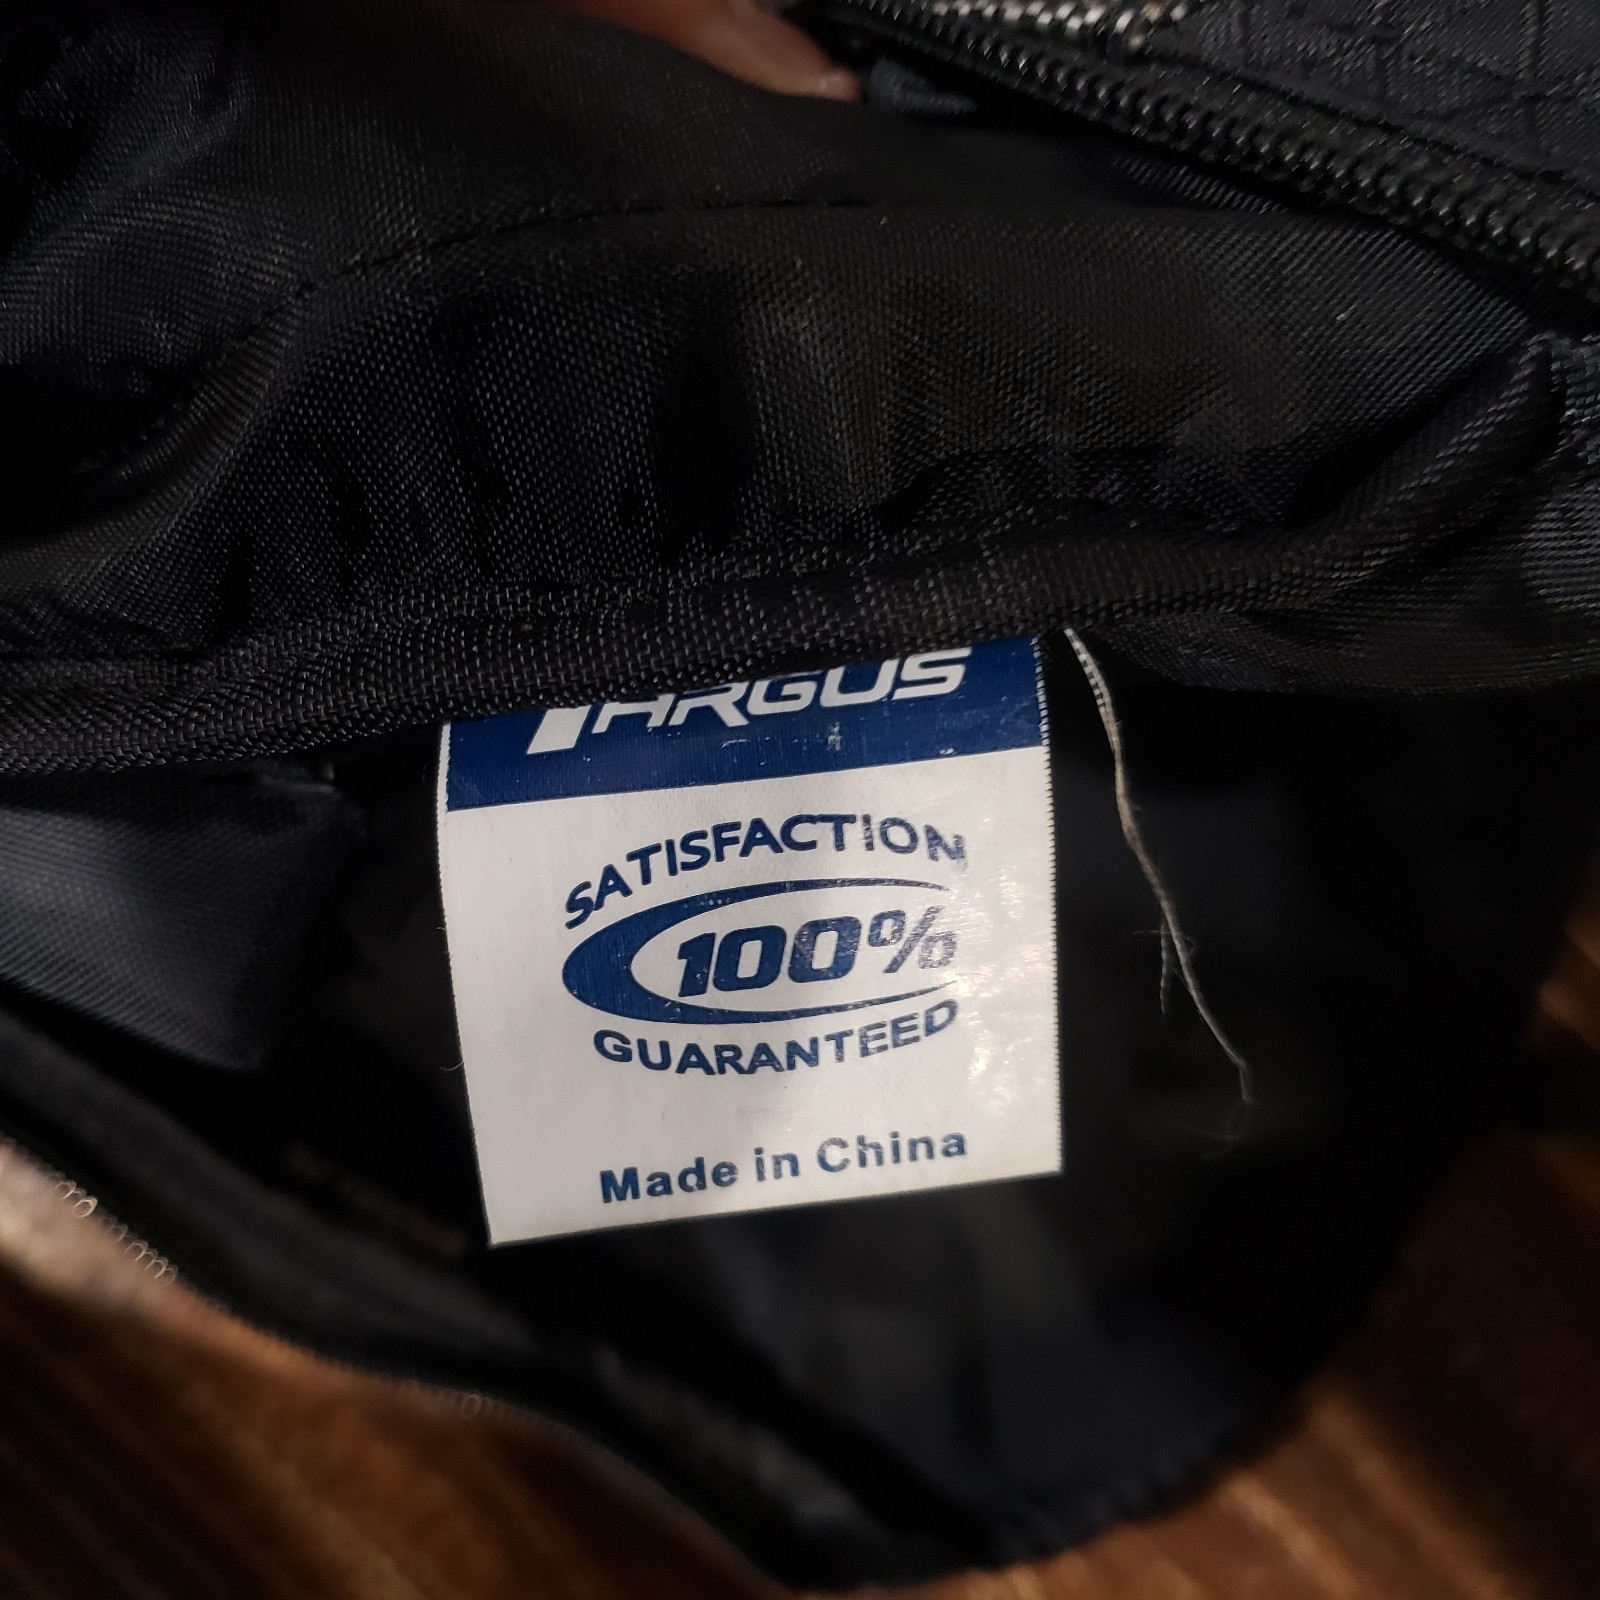 TARGUS
SATISFACTION
100%
GUARANTEED
Made in China